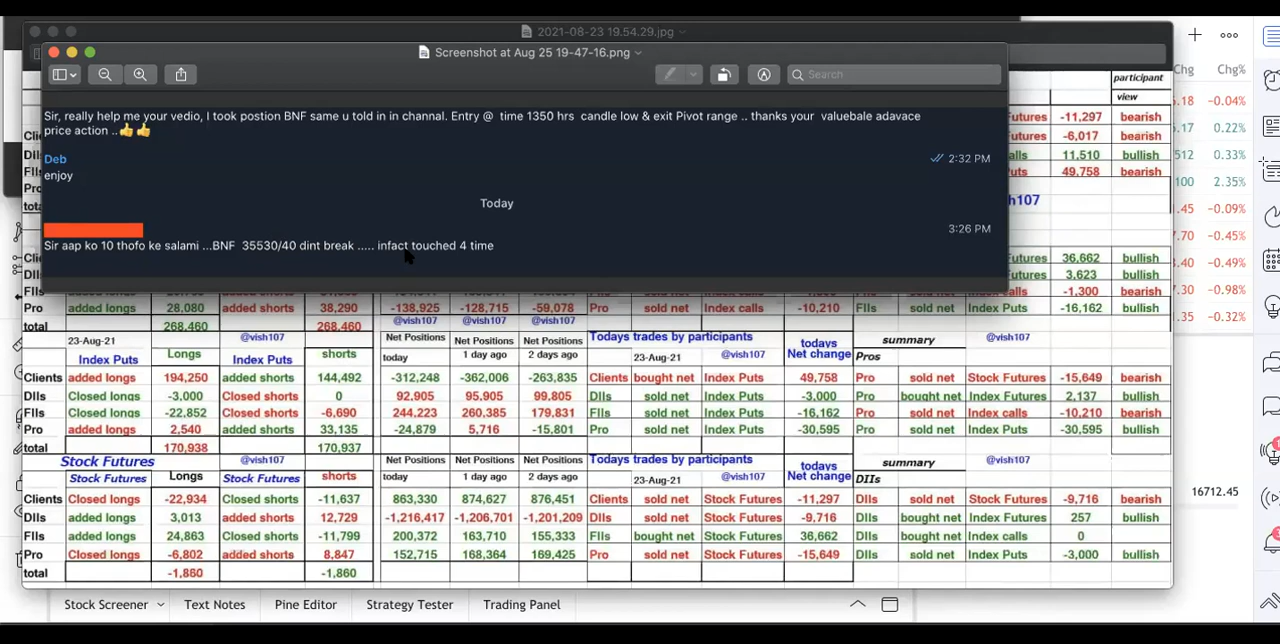 2021-08-23 19.54.29.jpg
Screenshot at Aug 25 19-47-16.png
Search
Sir, really help me your vedio, I took postion BNF same u told in in channal. Entry @ time 1350 hrs candle low & exit Pivot range .. thanks your valuebale adavace
price action ..👍👍
Deb 2:32 PM
enjoy
Today
3:26 PM
Sir aap ko 10 thofo ke salami ...BNF 35530/40 dint break ..... infact touched 4 time
participant
view
-11,297 bearish
-6,017 bearish
11,510 bullish
49,758 bearish
36,662 bullish
3,623 bullish
-1,300 bearish
Chg Chg%
-0.04%
0.22%
0.33%
2.35%
-0.09%
-0.45%
-0.49%
-0.98%
-0.32%
Pro added longs 28,080 added shorts 38,290 -138,925 -128,715 -59,078 Pro sold net Index calls -10,210 FIIs sold net Index Puts -16,162 bullish
total 268,460 268,460 @vish107 @vish107 @vish107
23-Aug-21 @vish107 Net Positions Net Positions Net Positions Todays trades by participants todays summary @vish107
Index Puts Longs Index Puts shorts today 1 day ago 2 days ago 23-Aug-21 @vish107 Net change Pros
Clients added longs 194,250 added shorts 144,492 -312,248 -362,006 -263,835 Clients bought net Index Puts 49,758 Pro sold net Stock Futures -15,649 bearish
DIIs Closed longs -3,000 Closed shorts 0 92,905 95,905 99,805 DIIs sold net Index Puts -3,000 Pro bought net Index Futures 2,137 bullish
FIIs Closed longs -22,852 Closed shorts -6,690 244,223 260,385 179,831 FIIs sold net Index Puts -16,162 Pro sold net Index calls -10,210 bearish
Pro added longs 2,540 added shorts 33,135 -24,879 5,716 -15,801 Pro sold net Index Puts -30,595 Pro sold net Index Puts -30,595 bullish
total 170,938 170,937
Stock Futures @vish107 Net Positions Net Positions Net Positions Todays trades by participants todays summary @vish107
Stock Futures Longs Stock Futures shorts today 1 day ago 2 days ago 23-Aug-21 @vish107 Net change DIIs
Clients Closed longs -22,934 Closed shorts -11,637 863,330 874,627 876,451 Clients sold net Stock Futures -11,297 DIIs sold net Stock Futures -9,716 bearish
DIIs added longs 3,013 added shorts 12,729 -1,216,417 -1,206,701 -1,201,209 DIIs sold net Stock Futures -9,716 DIIs bought net Index Futures 257 bullish
FIIs added longs 24,863 Closed shorts -11,799 200,372 163,710 155,333 FIIs bought net Stock Futures 36,662 DIIs bought net Index calls 0
Pro Closed longs -6,802 added shorts 8,847 152,715 168,364 169,425 Pro sold net Stock Futures -15,649 DIIs sold net Index Puts -3,000 bullish
total -1,860 -1,860
16712.45
Stock Screener Text Notes Pine Editor Strategy Tester Trading Panel